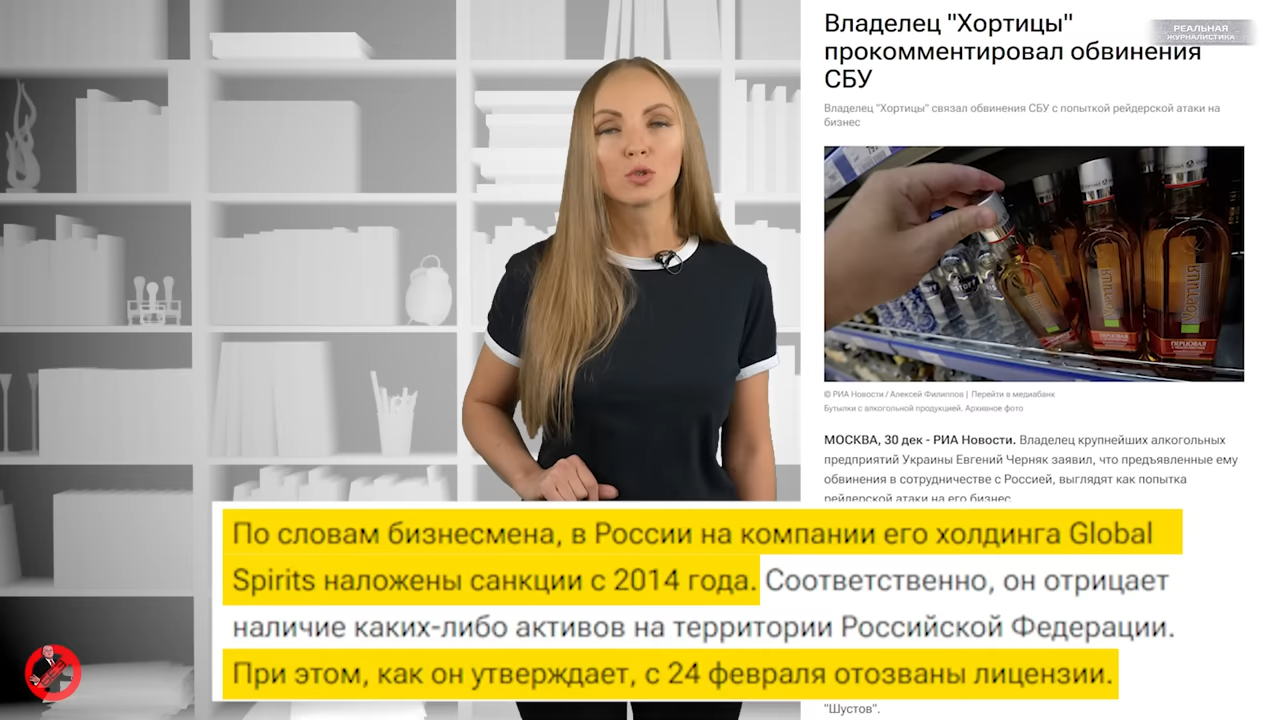 Владелец "Хортицы"
прокомментировал обвинения
СБУ
РЕАЛЬНАЯ
ЖУРНАЛИСТИКА
Владелец "Хортицы" связал обвинения СБУ с попыткой рейдерской атаки на
бизнес
ХОРТИЦЯ
ПЕРЦОВАЯ
© РИА Новости / Алексей Филиппов | Перейти в медиабанк
Бутылки с алкогольной продукцией. Архивное фото
МОСКВА, 30 дек - РИА Новости. Владелец крупнейших алкогольных
предприятий Украины Евгений Черняк заявил, что предъявленные ему
обвинения в сотрудничестве с Россией, выглядят как попытка
рейдерской атаки на его бизнес.
По словам бизнесмена, в России на компании его холдинга Global
Spirits наложены санкции с 2014 года. Соответственно, он отрицает
наличие каких-либо активов на территории Российской Федерации.
При этом, как он утверждает, с 24 февраля отозваны лицензии.
"Шустов".